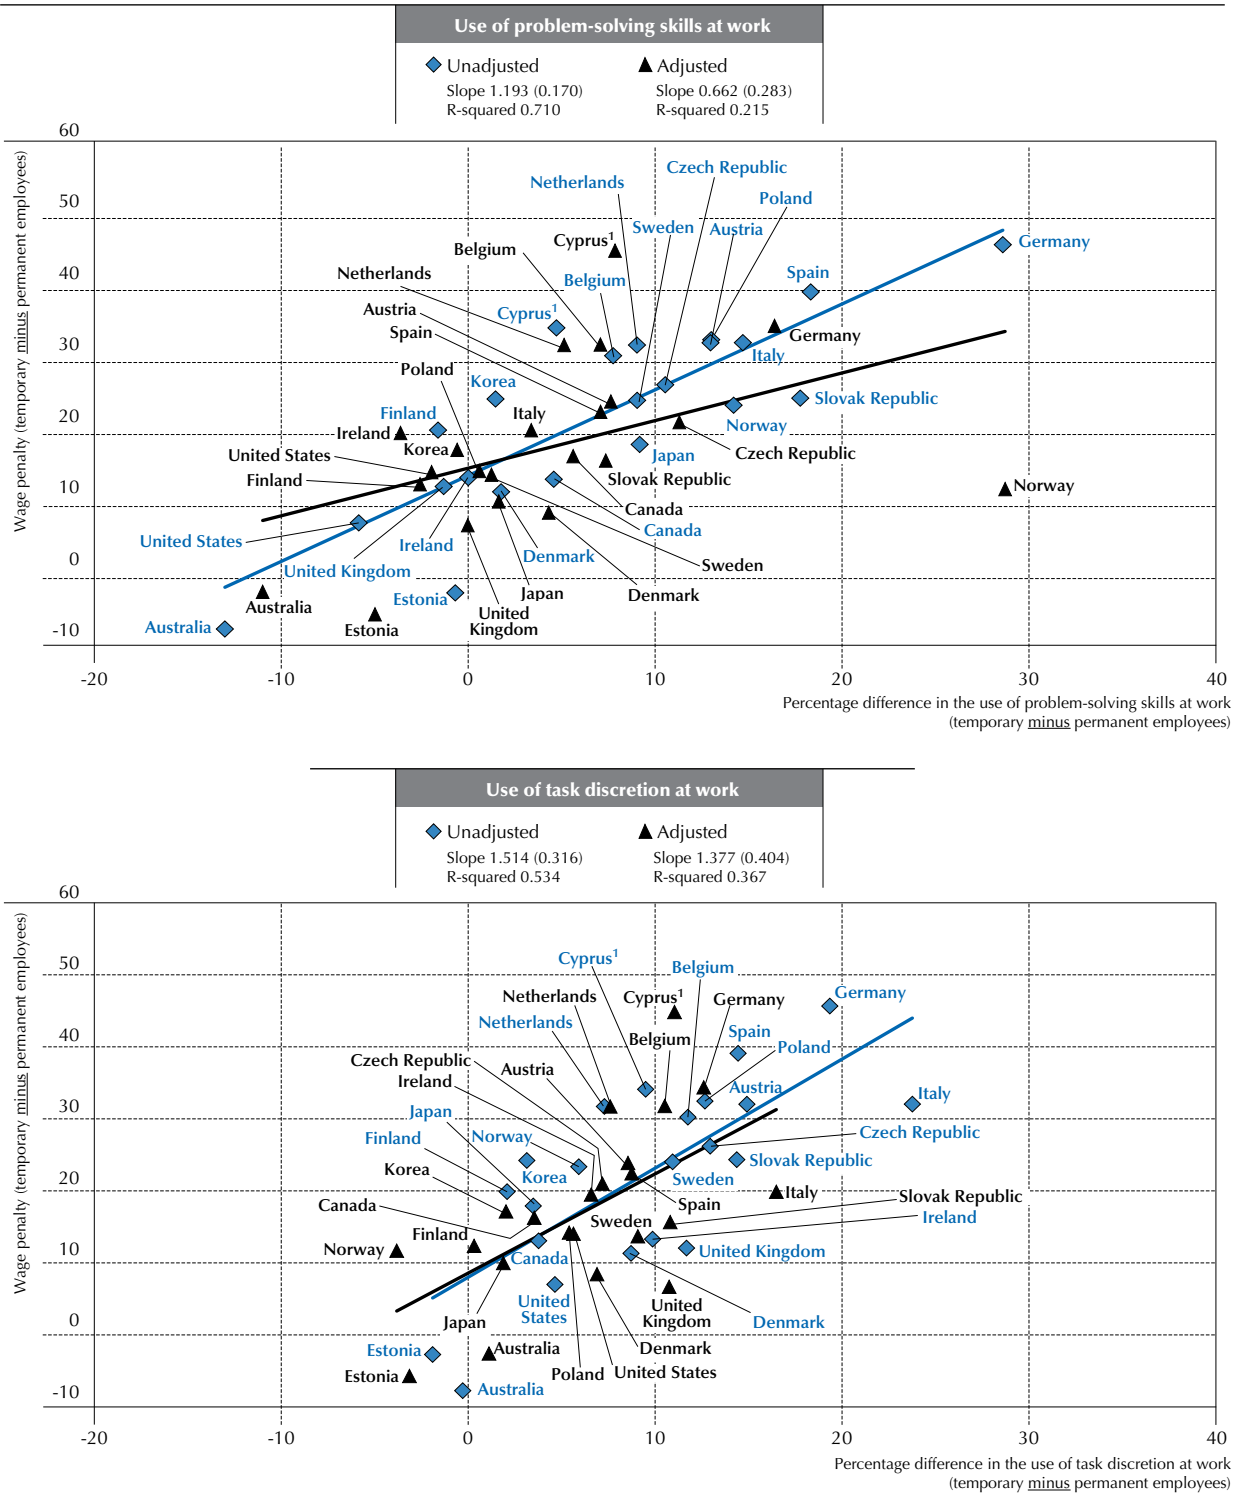 Use of problem-solving skills at work
Unadjusted
Slope 1.193 (0.170)
R-squared 0.710
Adjusted
Slope 0.662 (0.283)
R-squared 0.215
Wage penalty (temporary minus permanent employees)
60
50
40
30
20
10
0
-10
Czech Republic
Netherlands
Poland
Sweden
Austria
Cyprus1
Belgium
Germany
Netherlands
Belgium
Spain
Austria
Cyprus1
Spain
Germany
Italy
Poland
Korea
Slovak Republic
Finland
Italy
Norway
Ireland
Korea
Japan
Czech Republic
United States
Slovak Republic
Finland
Norway
Canada
Canada
United States
Ireland
Denmark
Sweden
United Kingdom
Estonia
Japan
Denmark
Australia
United
Kingdom
Australia
Estonia
-20
-10
0
10
20
30
40
Percentage difference in the use of problem-solving skills at work
(temporary minus permanent employees)
Use of task discretion at work
Unadjusted
Slope 1.514 (0.316)
R-squared 0.534
Adjusted
Slope 1.377 (0.404)
R-squared 0.367
Wage penalty (temporary minus permanent employees)
60
50
40
30
20
10
0
-10
Cyprus1
Belgium
Netherlands
Cyprus1
Germany
Germany
Netherlands
Belgium
Spain
Poland
Czech Republic
Austria
Ireland
Austria
Italy
Japan
Finland
Norway
Czech Republic
Korea
Korea
Sweden
Slovak Republic
Canada
Spain
Italy
Slovak Republic
Ireland
Finland
Sweden
Norway
Canada
United Kingdom
United
States
United
Kingdom
Japan
Denmark
Estonia
Australia
Denmark
Estonia
Poland
United States
Australia
-20
-10
0
10
20
30
40
Percentage difference in the use of task discretion at work
(temporary minus permanent employees)